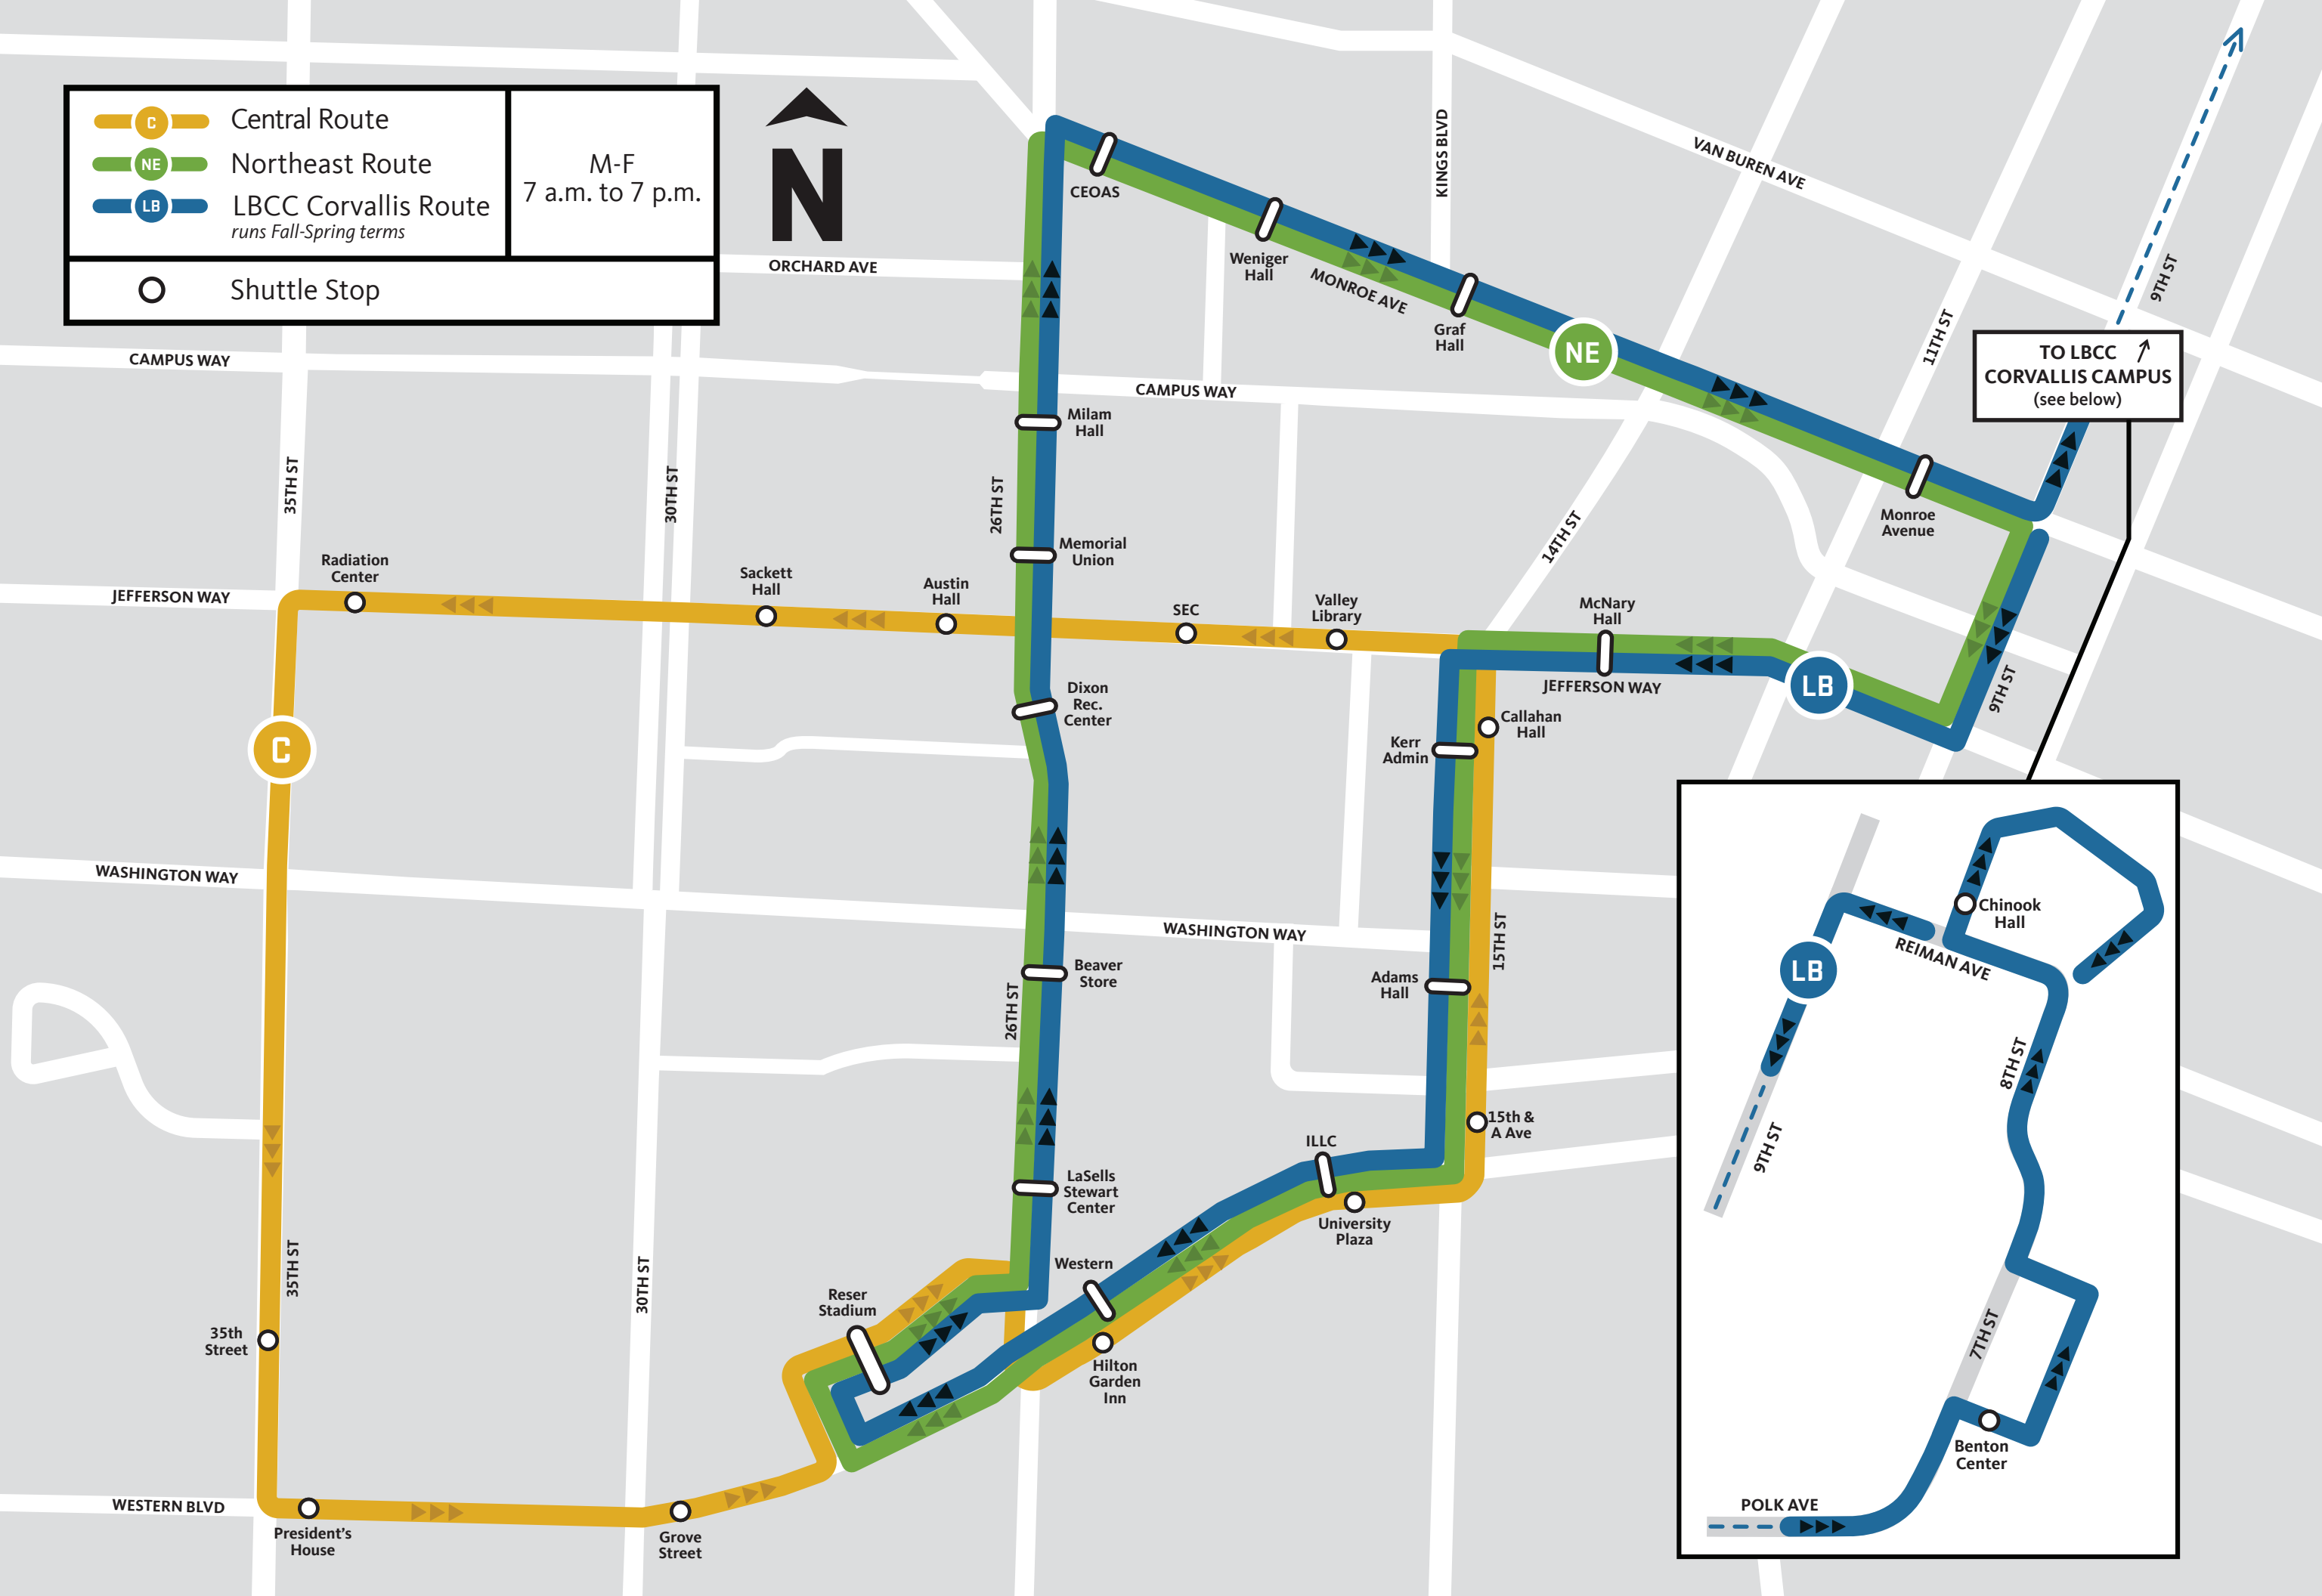 C
Central Route
NE
Northeast Route
LB
LBCC Corvallis Route
runs Fall-Spring terms
M-F
7 a.m. to 7 p.m.
Shuttle Stop
N
CEOAS
Weniger
Hall
MONROE AVE
Graf
Hall
KINGS BLVD
VAN BUREN AVE
NE
11TH ST
9TH ST
TO LBCC
CORVALLIS CAMPUS
(see below)
ORCHARD AVE
CAMPUS WAY
CAMPUS WAY
Milam
Hall
35TH ST
30TH ST
26TH ST
Memorial
Union
14TH ST
Monroe
Avenue
JEFFERSON WAY
Radiation
Center
Sackett
Hall
Austin
Hall
SEC
Valley
Library
McNary
Hall
JEFFERSON WAY
LB
9TH ST
C
Dixon
Rec.
Center
Kerr
Admin
Callahan
Hall
WASHINGTON WAY
WASHINGTON WAY
15TH ST
Beaver
Store
26TH ST
Adams
Hall
15th &
A Ave
ILLC
University
Plaza
LaSells
Stewart
Center
Western
Hilton
Garden
Inn
Reser
Stadium
35TH ST
30TH ST
35th
Street
WESTERN BLVD
President's
House
Grove
Street
Chinook
Hall
REIMAN AVE
LB
8TH ST
9TH ST
7TH ST
Benton
Center
POLK AVE